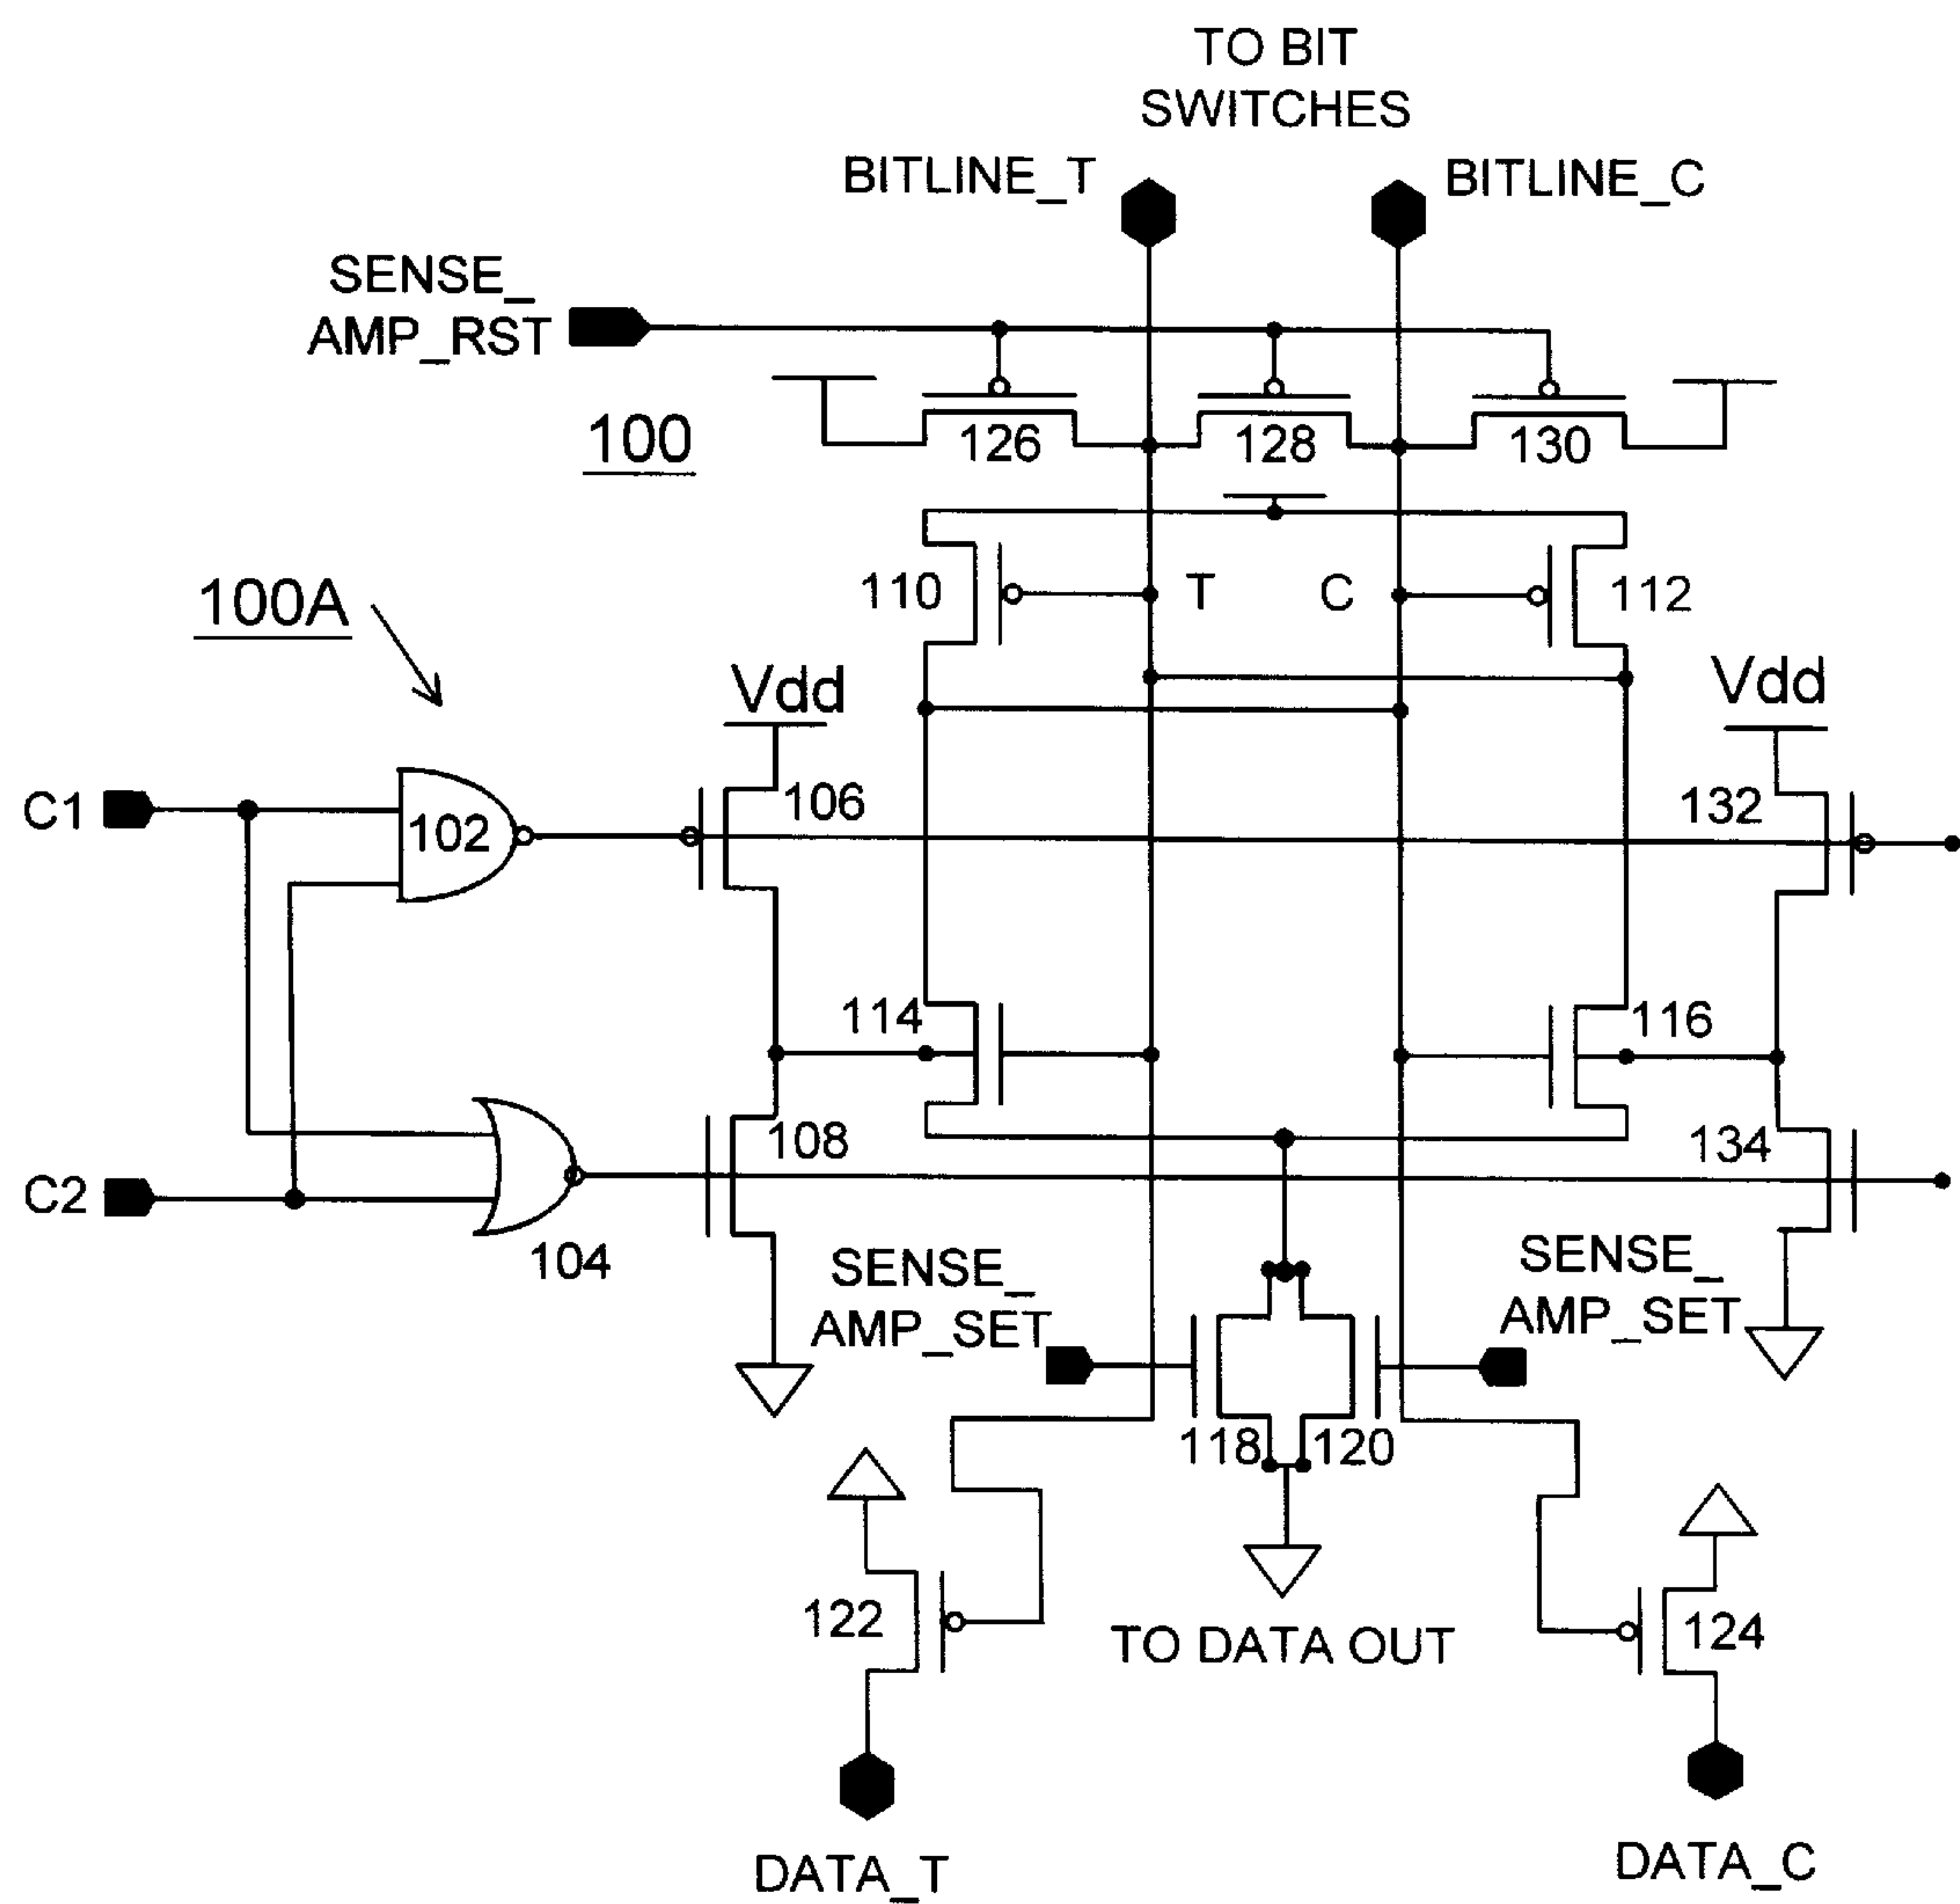 TO BIT
SWITCHES
BITLINE_T
BITLINE_C
SENSE_
AMP_RST
100
126
128
130
110
T
C
112
100A
Vdd
Vdd
C1
102
106
132
114
116
108
134
C2
104
SENSE_
AMP_SET
SENSE_
AMP_SET
118
120
122
TO DATA OUT
124
DATA_T
DATA_C